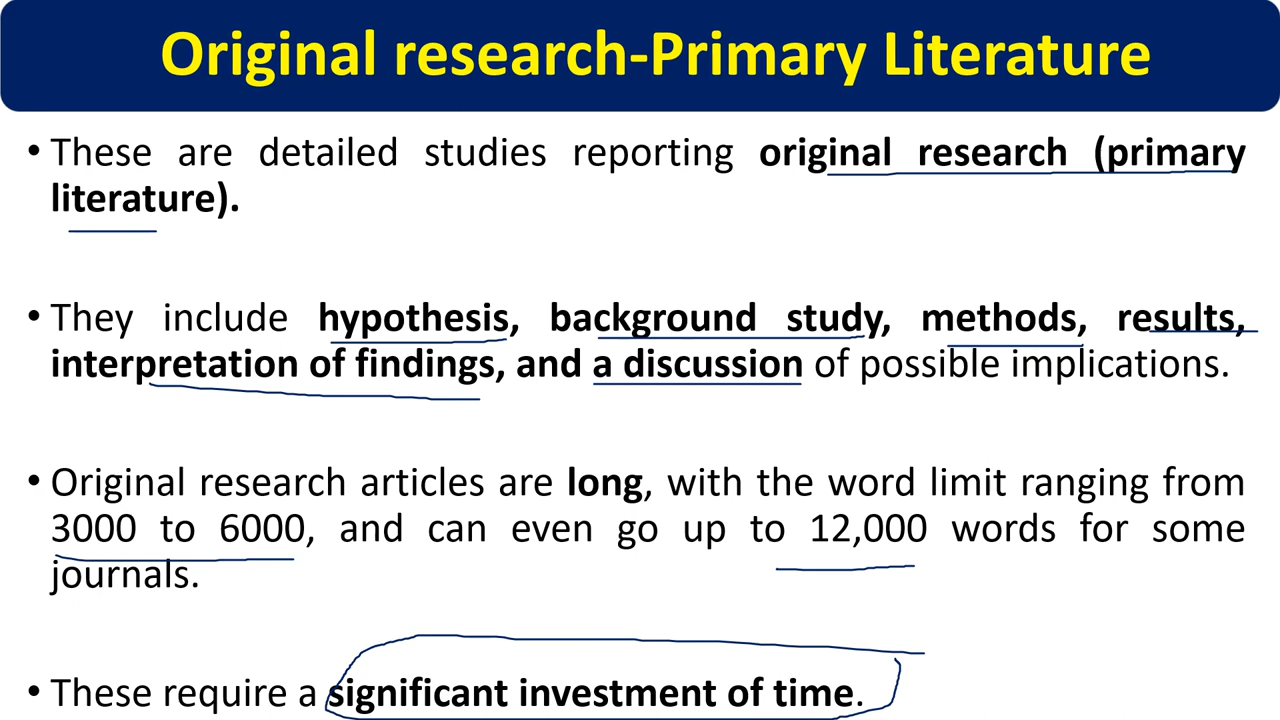 Original research-Primary Literature
• These are detailed studies reporting original research (primary
literature).
• They include hypothesis, background study, methods, results,
interpretation of findings, and a discussion of possible implications.
• Original research articles are long, with the word limit ranging from
3000 to 6000, and can even go up to 12,000 words for some
journals.
• These require a significant investment of time.